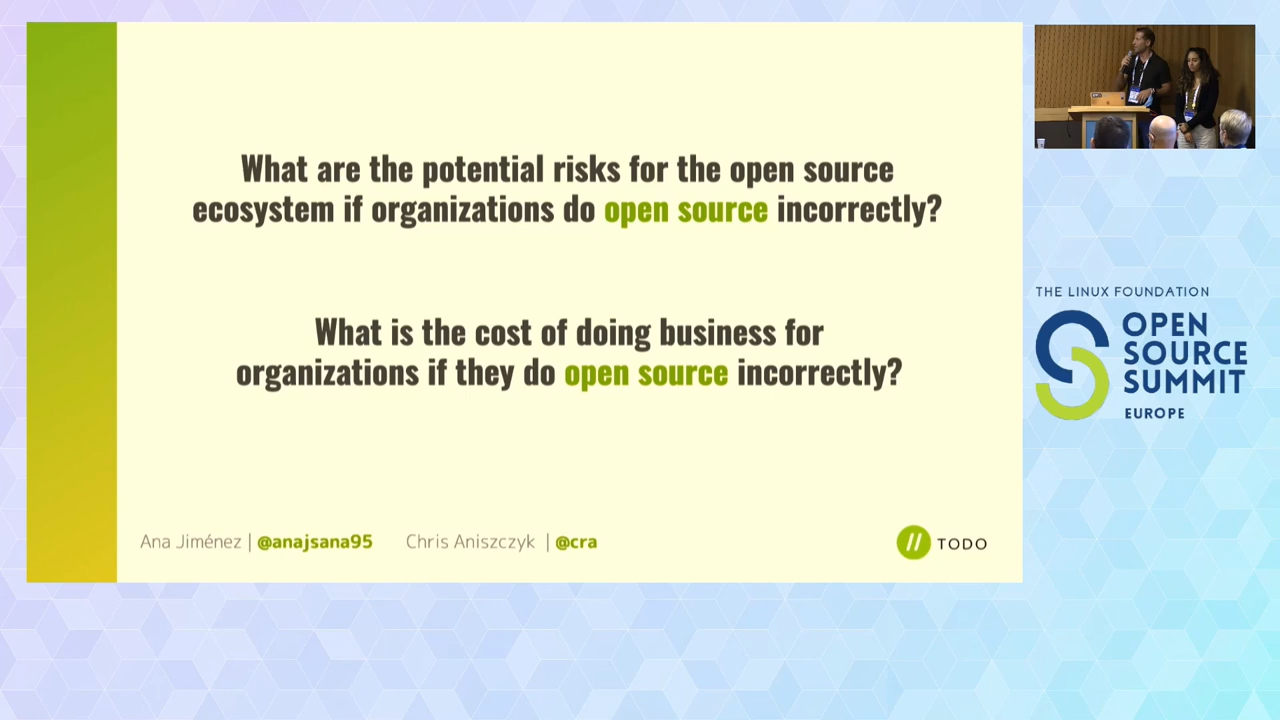 What are the potential risks for the open source
ecosystem if organizations do open source incorrectly?
What is the cost of doing business for
organizations if they do open source incorrectly?
Ana Jiménez | @anajsana95 Chris Aniszczyk | @cra
// TODO
THE LINUX FOUNDATION
OPEN
SOURCE
SUMMIT
EUROPE